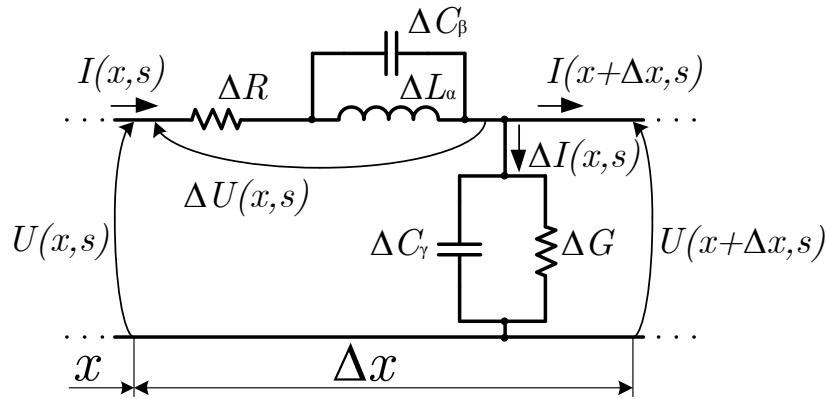 ΔC_β
I(x,s)
ΔR
ΔL_α
I(x+Δx,s)
ΔI(x,s)
ΔU(x,s)
U(x,s)
ΔC_γ
ΔG
U(x+Δx,s)
x
Δx